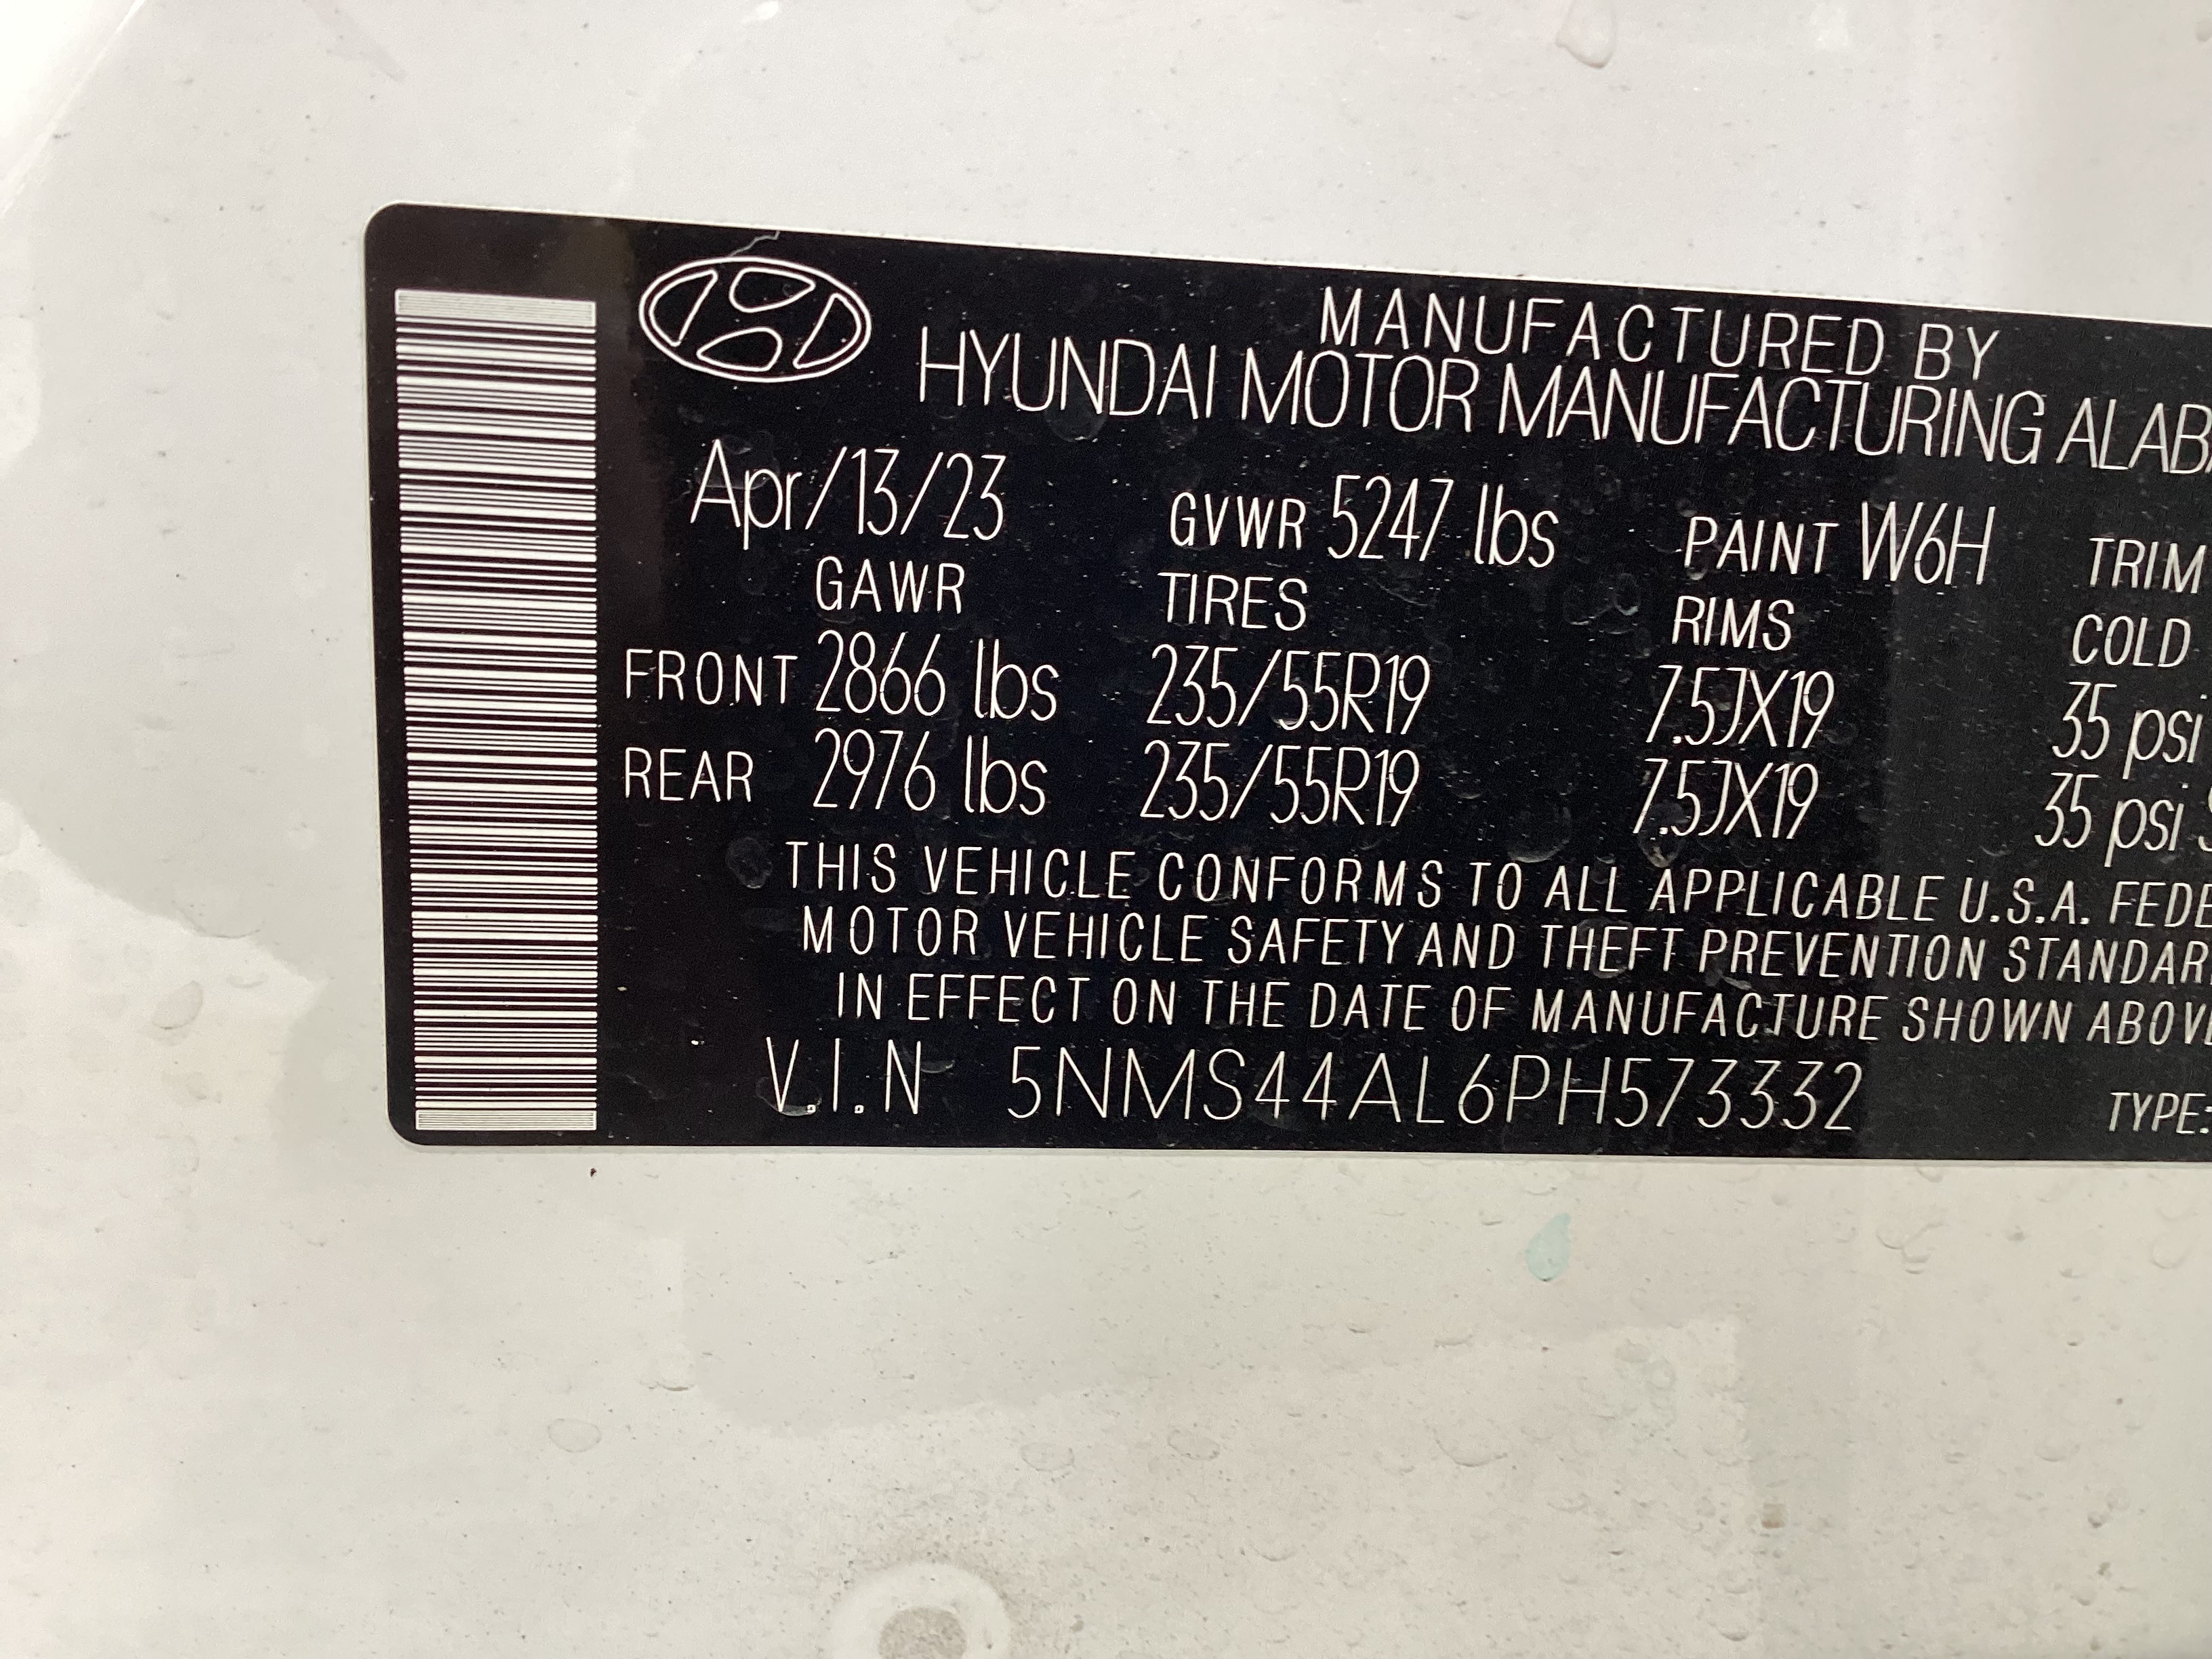 MANUFACTURED BY
HYUNDAI MOTOR MANUFACTURING
Apr/13/23 GVWR 5247 lbs PAINT W6H TRIM
GAWR TIRES RIMS COLD
FRONT 2866 lbs 235/55R19 7.5JX19 35 psi
REAR 2976 lbs 235/55R19 7.5JX19 35 psi
THIS VEHICLE CONFORMS TO ALL APPLICABLE U.S.A.
MOTOR VEHICLE SAFETY AND THEFT PREVENTION
IN EFFECT ON THE DATE OF MANUFACTURE SHOWN
V.I.N 5NMS44AL6PH573332 TYPE: